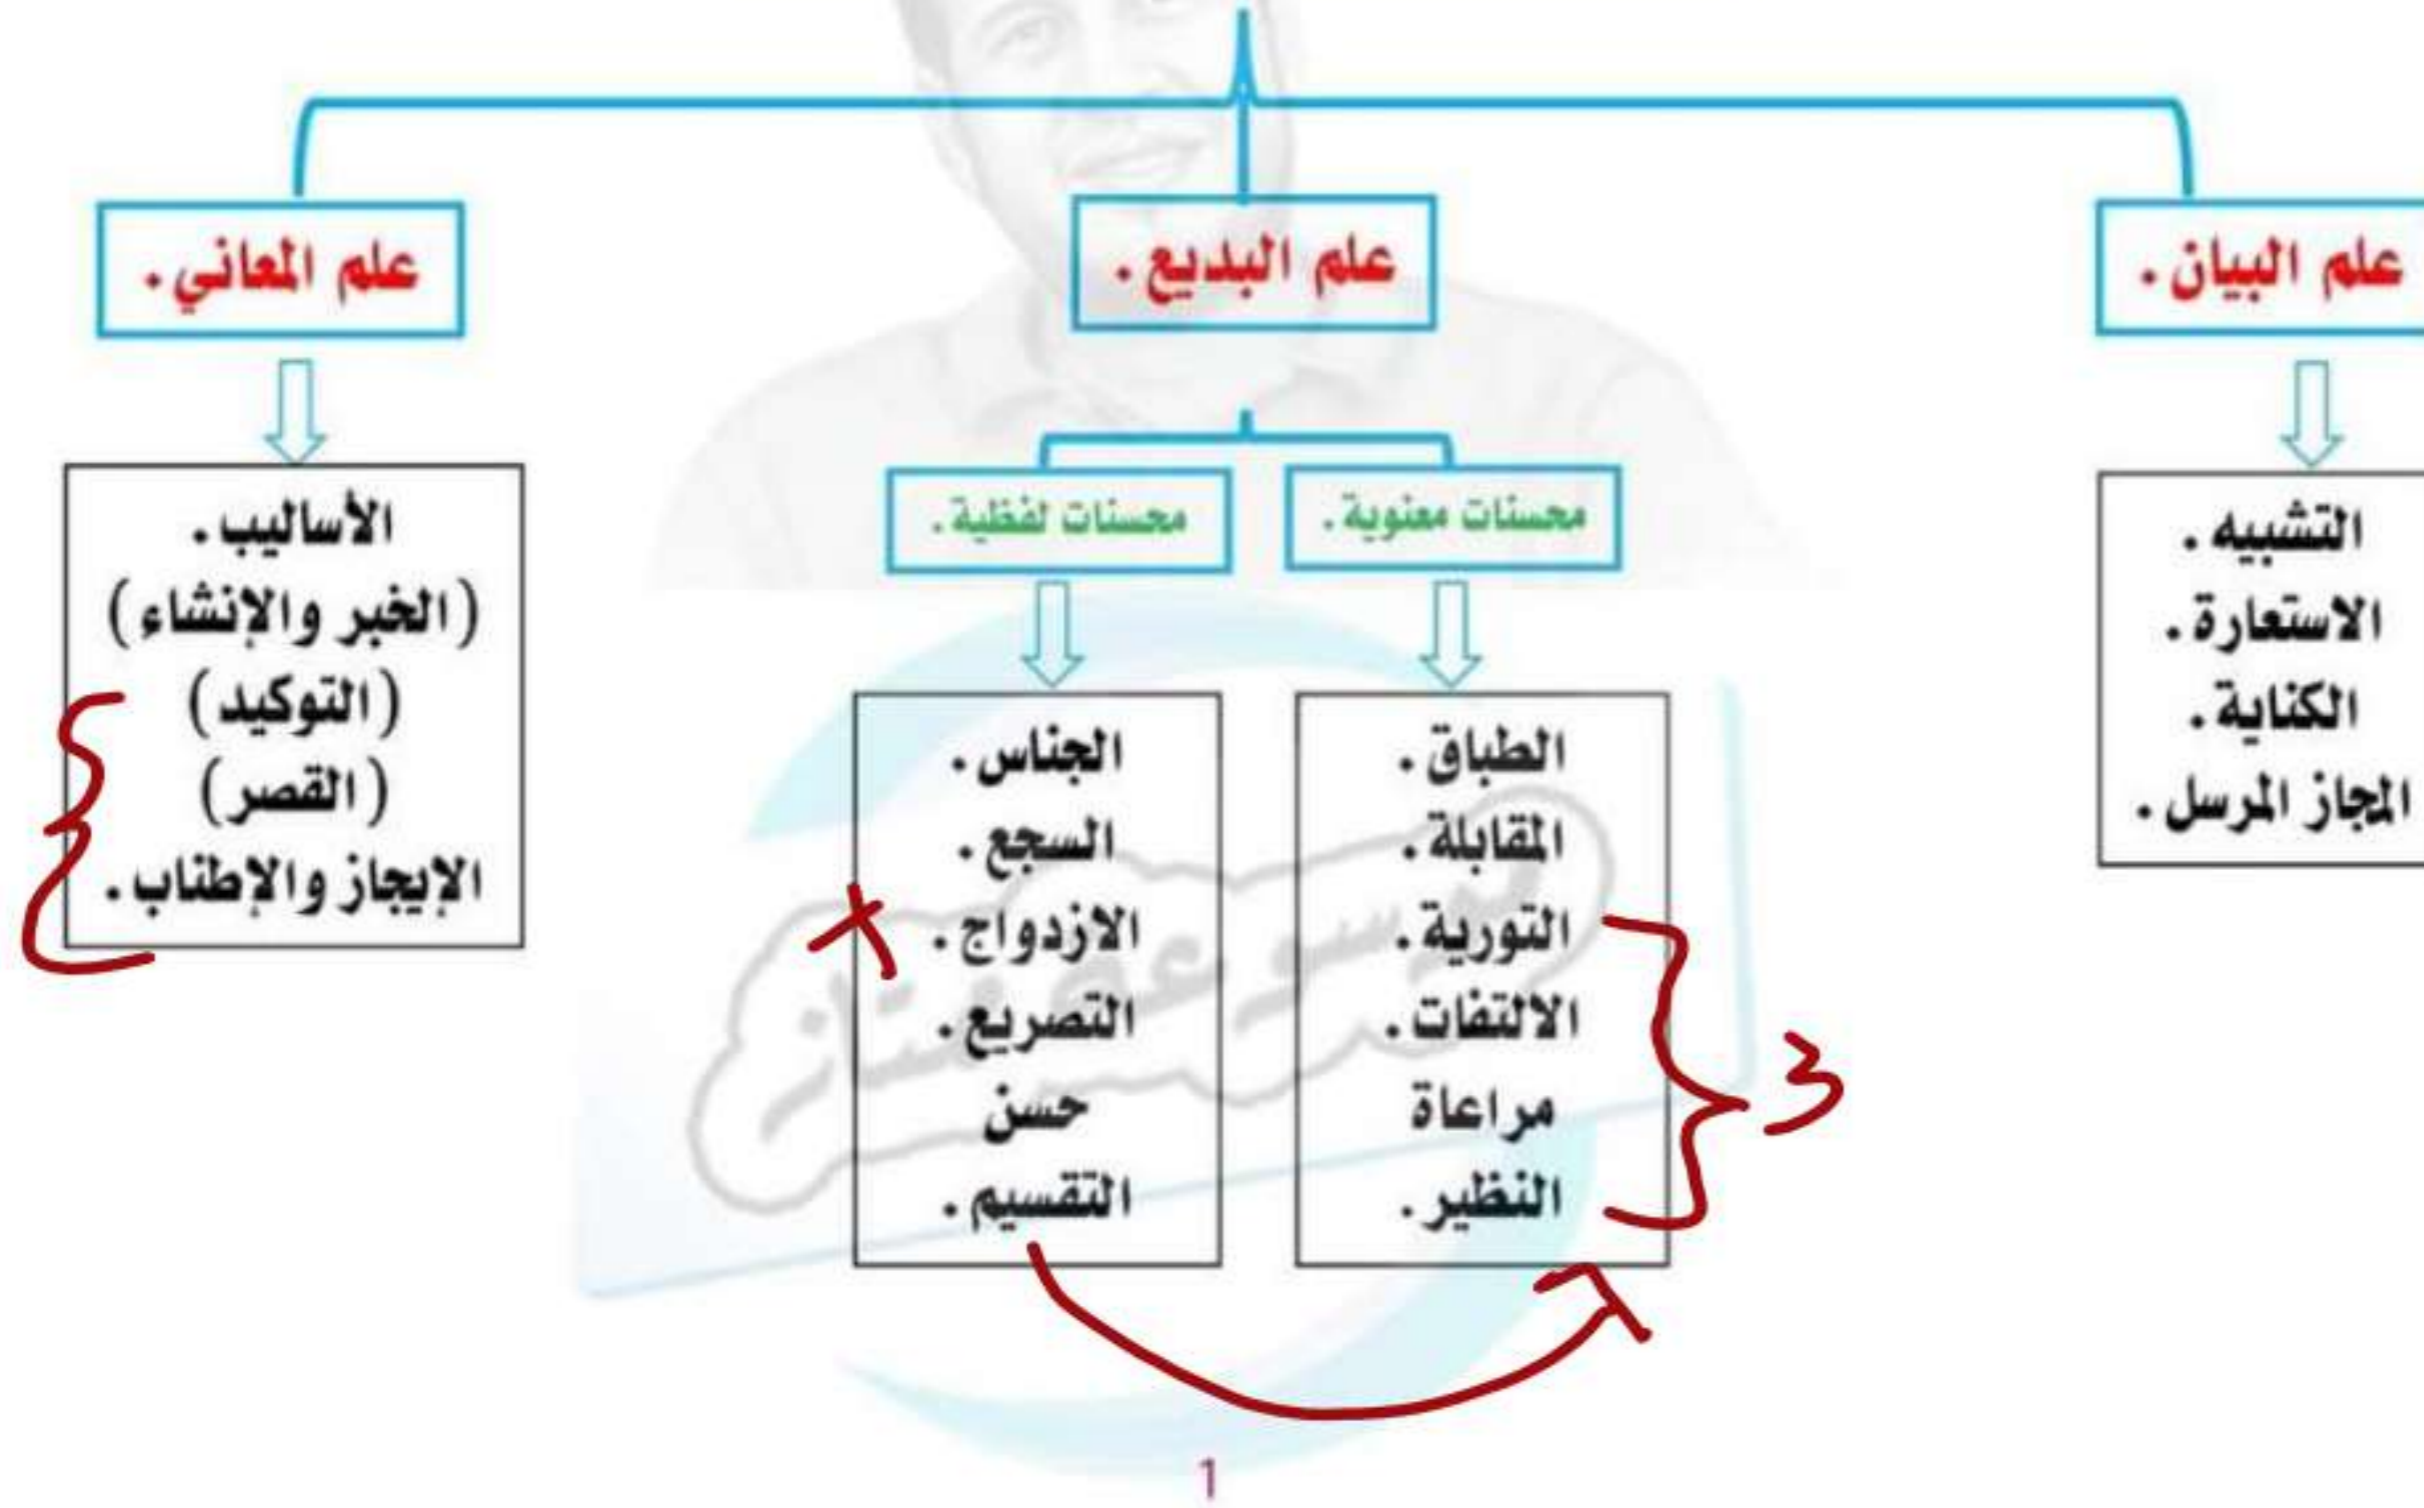 علم البيان.
علم البديع.
علم المعاني.
التشبيه.
الاستعارة.
الكناية.
المجاز المرسل.
محسنات معنوية.
محسنات لفظية.
الطباق.
المقابلة.
التورية.
الالتفات.
مراعاة
النظير.
3
الجناس.
السجع.
الازدواج.
التصريع.
حسن
التقسيم.
الأساليب.
(الخبر والإنشاء)
(التوكيد)
(القصر)
الإيجاز والإطناب.
1